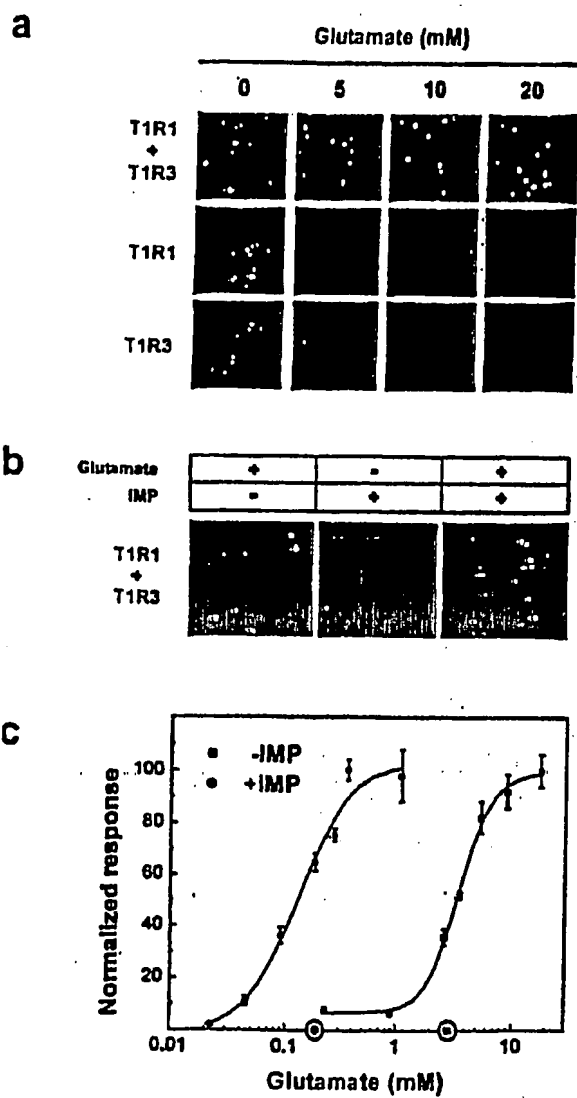 a
Glutamate (mM)
0 5 10 20
T1R1
+
T1R3
T1R1
T1R3
b
Glutamate + - +
IMP - + +
T1R1
+
T1R3
c
Normalized response
100
80
60
40
20
-IMP
+IMP
0.01 0.1 1 10
Glutamate (mM)